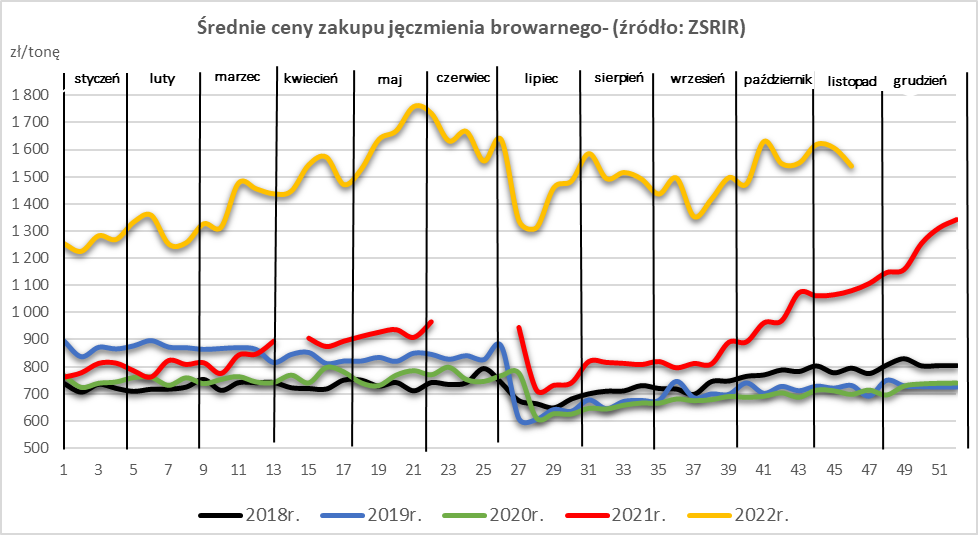 Średnie ceny zakupu jęczmienia browarnego- (źródło: ZSRIR)
zł/tonę
styczeń luty marzec kwiecień maj czerwiec lipiec sierpień wrzesień październik listopad grudzień
1 800
1 700
1 600
1 500
1 400
1 300
1 200
1 100
1 000
900
800
700
600
500
1 3 5 7 9 11 13 15 17 19 21 23 25 27 29 31 33 35 37 39 41 43 45 47 49 51
2018r. 2019r. 2020r. 2021r. 2022r.